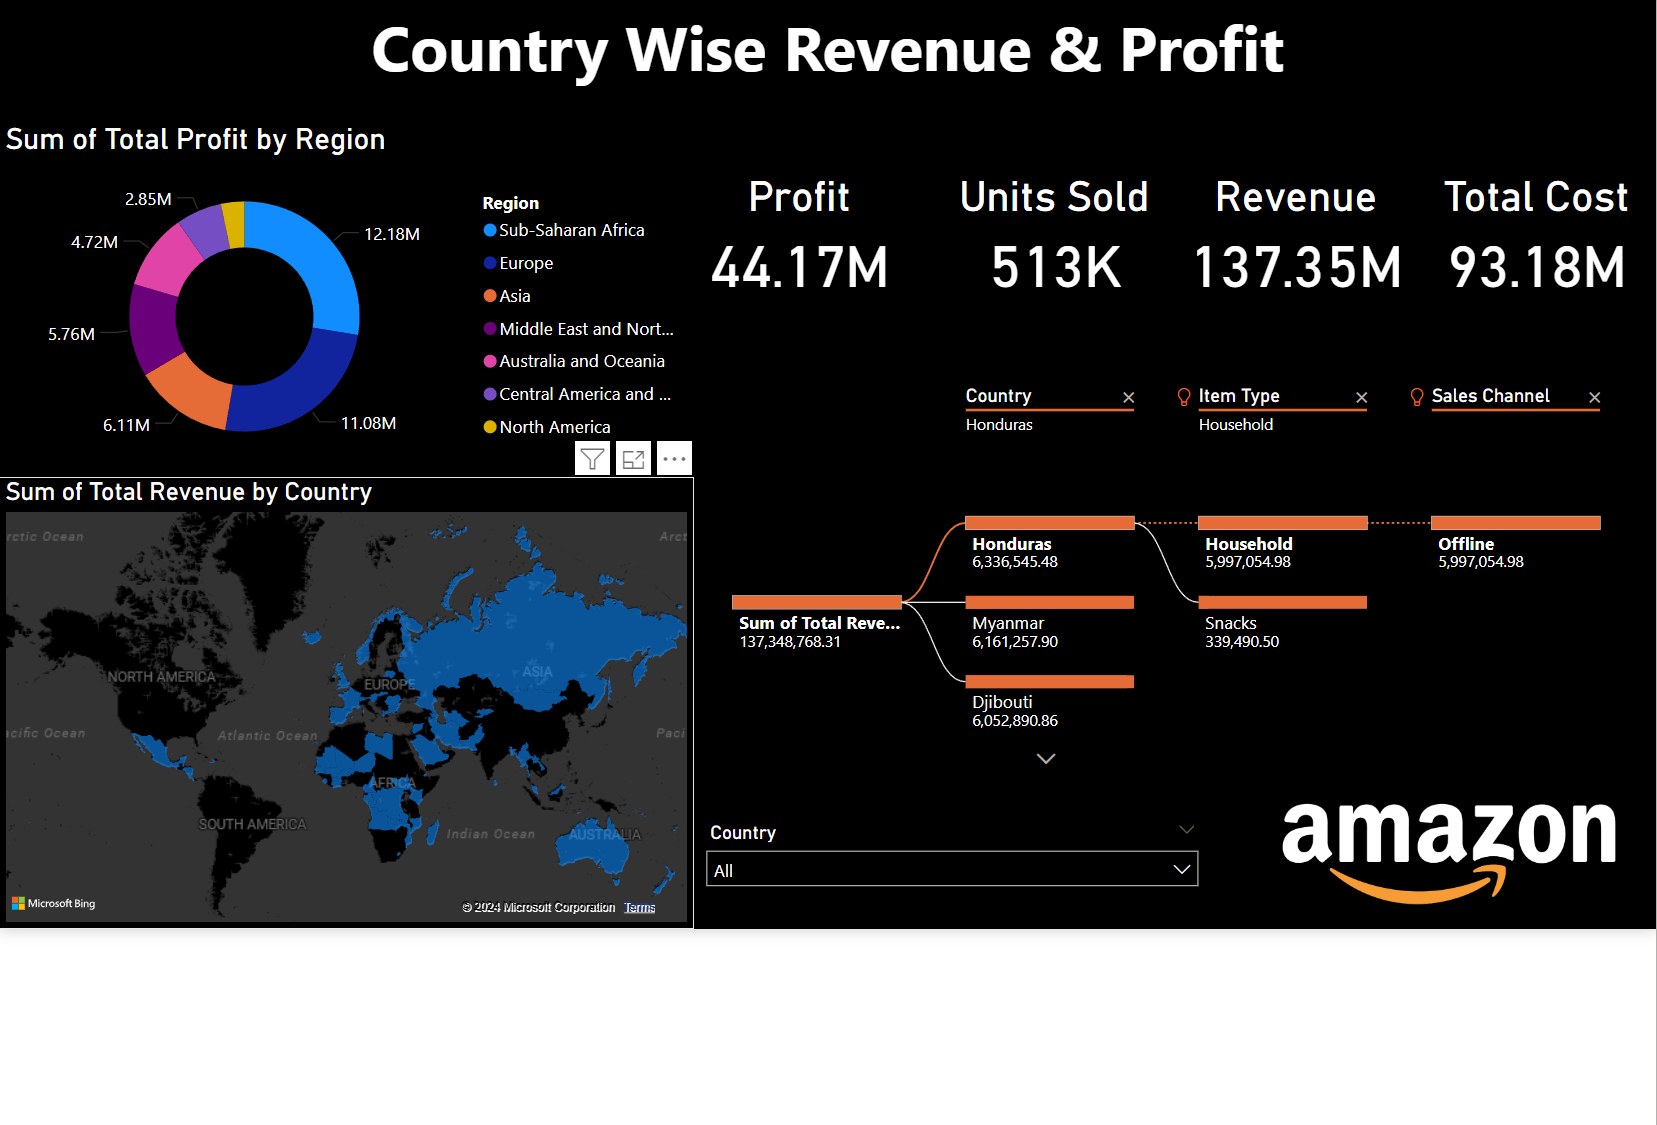 Country Wise Revenue & Profit
Sum of Total Profit by Region
2.85M
4.72M
5.76M
6.11M
12.18M
11.08M
Region
Sub-Saharan Africa
Europe
Asia
Middle East and Nort...
Australia and Oceania
Central America and ...
North America
Profit
44.17M
Units Sold
513K
Revenue
137.35M
Total Cost
93.18M
Country
Honduras
Item Type
Household
Sales Channel
Sum of Total Reve...
137,348,768.31
Honduras
6,336,545.48
Myanmar
6,161,257.90
Djibouti
6,052,890.86
Household
5,997,054.98
Snacks
339,490.50
Offline
5,997,054.98
Sum of Total Revenue by Country
rctic Ocean
Arct
NORTH AMERICA
EUROPE
ASIA
acific Ocean
Atlantic Ocean
Paci
AFRICA
SOUTH AMERICA
Indian Ocean
AUSTRALIA
Microsoft Bing
© 2024 Microsoft Corporation Terms
Country
All
amazon